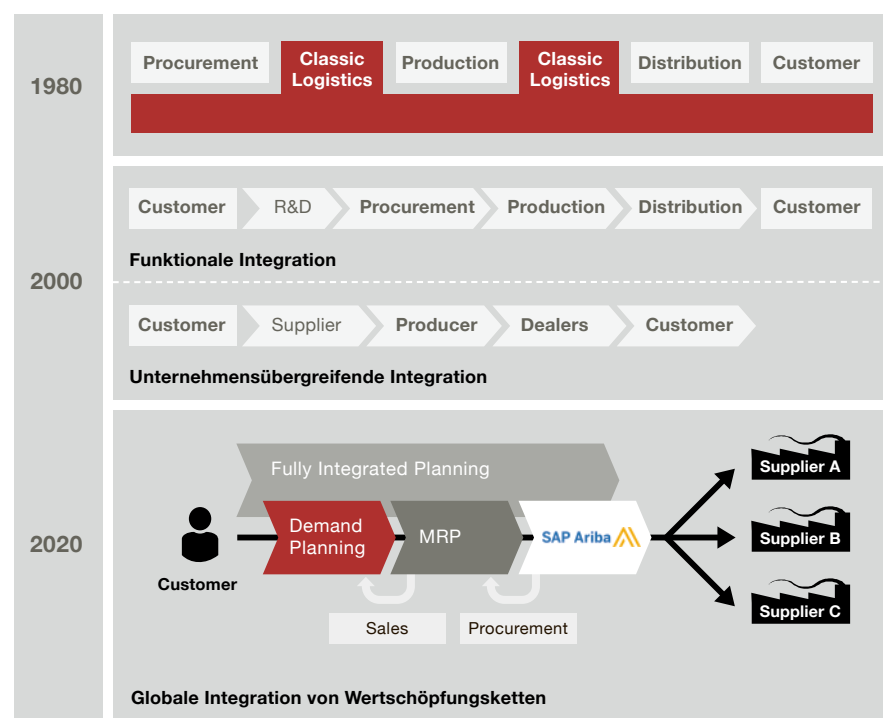 1980
Procurement
Classic
Logistics
Production
Classic
Logistics
Distribution
Customer
2000
Customer
R&D
Procurement
Production
Distribution
Customer
Funktionale Integration
Customer
Supplier
Producer
Dealers
Customer
Unternehmensübergreifende Integration
2020
Fully Integrated Planning
Customer
Demand
Planning
MRP
SAP Ariba
Supplier A
Supplier B
Supplier C
Sales
Procurement
Globale Integration von Wertschöpfungsketten